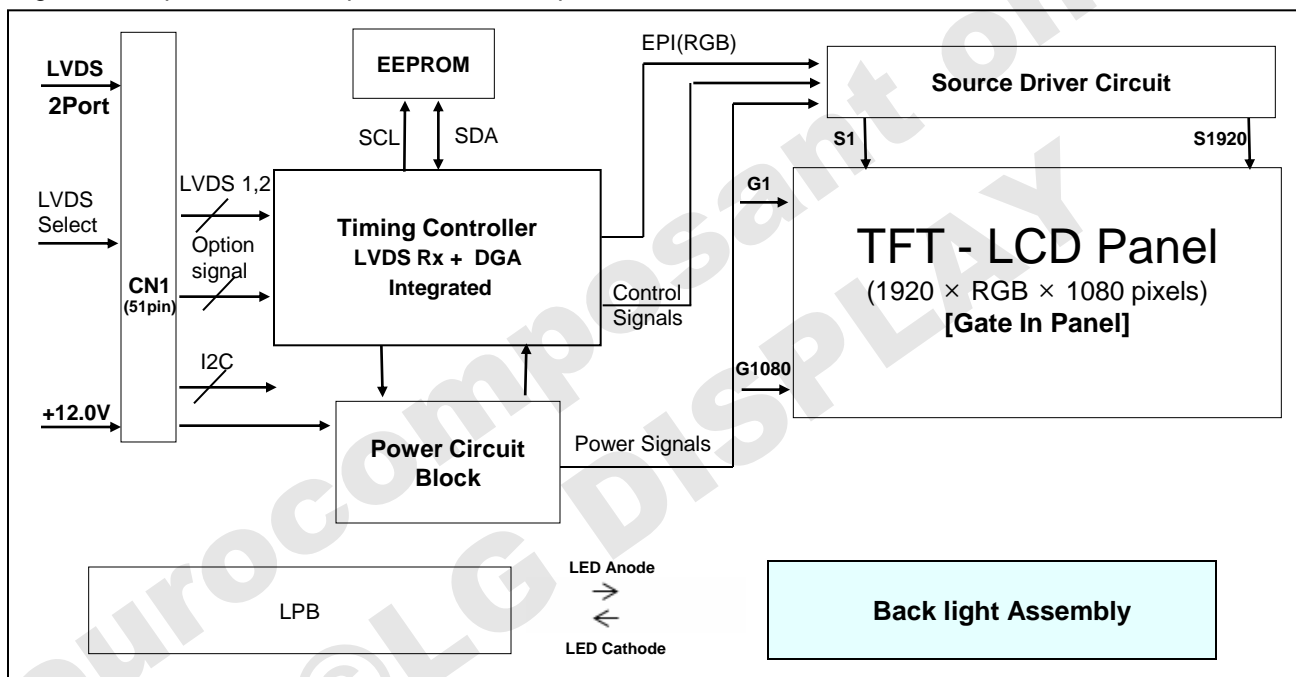 LVDS
2Port
LVDS
Select
+12.0V
CN1
(51pin)
LVDS 1,2
Option
signal
I2C
EEPROM
SCL
SDA
Timing Controller
LVDS Rx + DGA
Integrated
Power Circuit
Block
EPI(RGB)
Control
Signals
Power Signals
Source Driver Circuit
S1
S1920
G1
G1080
TFT - LCD Panel
(1920 × RGB × 1080 pixels)
[Gate In Panel]
LPB
LED Anode
LED Cathode
Back light Assembly
eurocomposant on
©LG DISPLAY